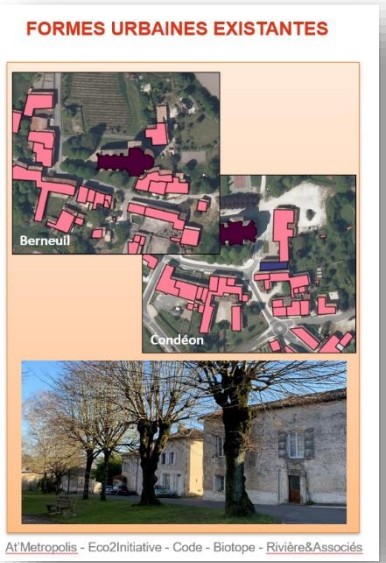 FORMES URBAINES EXISTANTES
Berneuil
Condéon
At'Metropolis - Eco2Initiative - Code - Biotope - Rivière&Associés